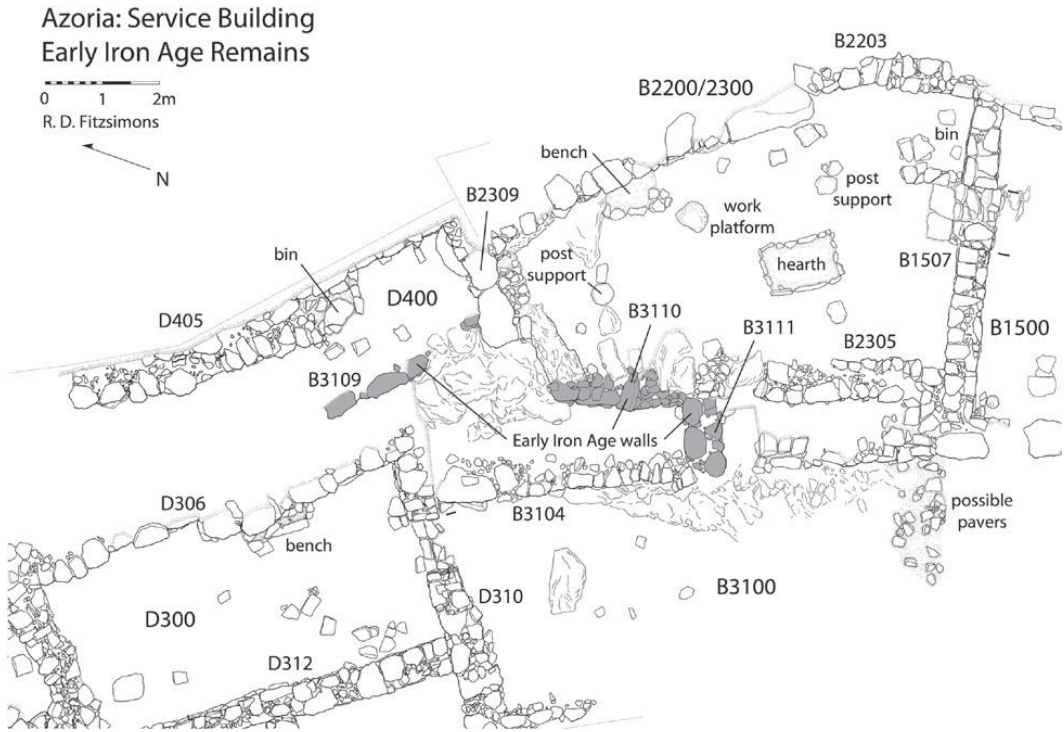 Azoria: Service Building
Early Iron Age Remains
0 1 2m
R. D. Fitzsimons
N
B2203
B2200/2300
bench
bin
B2309
work
platform
post
support
bin
post
support
hearth
B1507
D400
D405
B3110
B3111
B2305
B1500
B3109
Early Iron Age walls
D306
B3104
possible
pavers
bench
D310
B3100
D300
D312